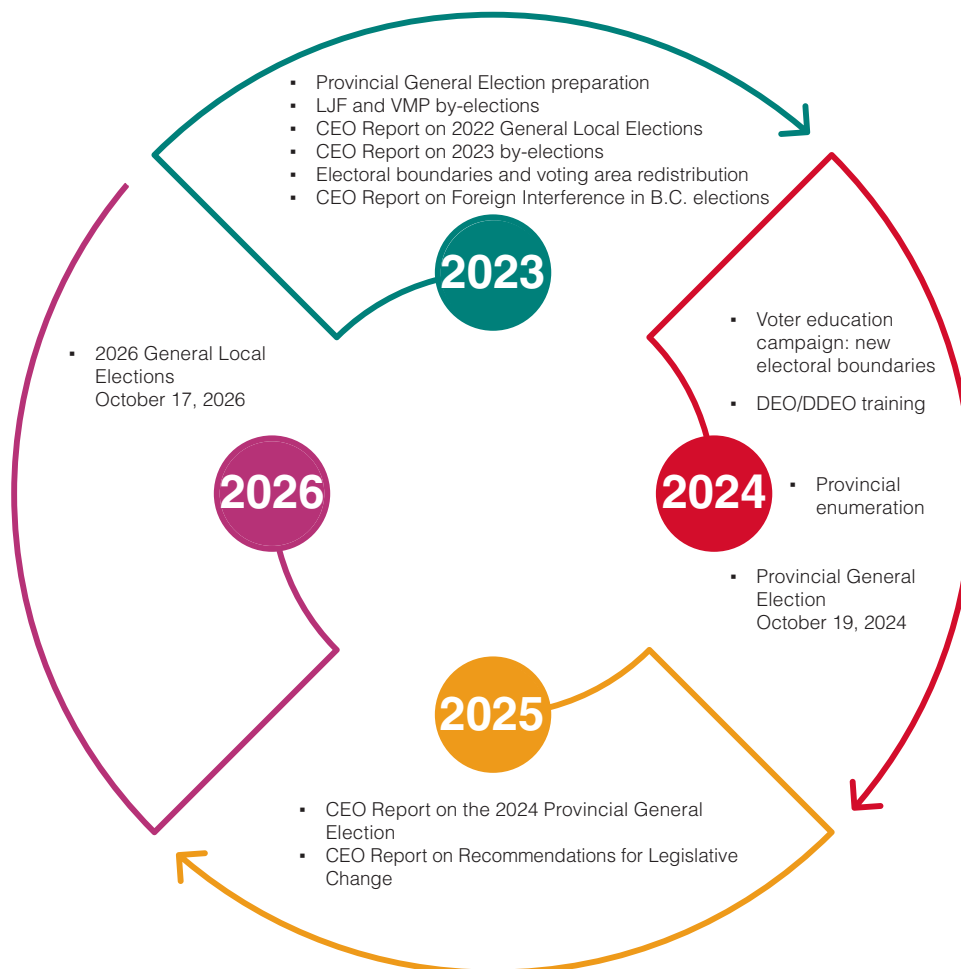 ▪ Provincial General Election preparation
▪ LJF and VMP by-elections
▪ CEO Report on 2022 General Local Elections
▪ CEO Report on 2023 by-elections
▪ Electoral boundaries and voting area redistribution
▪ CEO Report on Foreign Interference in B.C. elections
2023
▪ Voter education
campaign: new
electoral boundaries
▪ DEO/DDEO training
2024
▪ Provincial
enumeration
▪ Provincial General
Election
October 19, 2024
2025
▪ CEO Report on the 2024 Provincial General
Election
▪ CEO Report on Recommendations for Legislative
Change
▪ 2026 General Local
Elections
October 17, 2026
2026